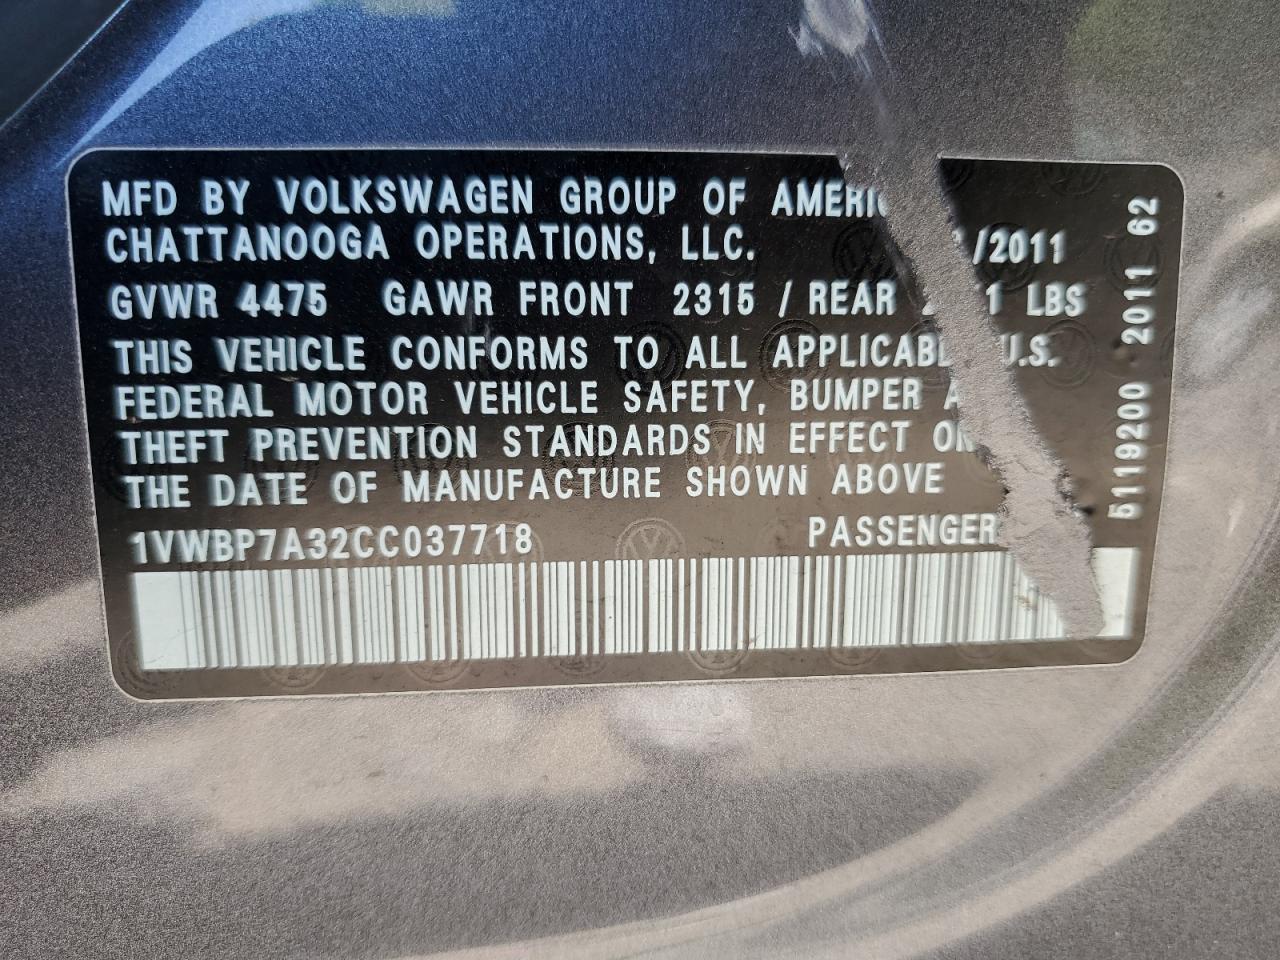 MFD BY VOLKSWAGEN GROUP OF
CHATTANOOGA OPERATIONS, LLC. /2011
GVWR 4475 GAWR FRONT 2315 / REAR LBS
THIS VEHICLE CONFORMS TO ALL U.S.
FEDERAL MOTOR VEHICLE SAFETY, BUMPER
THEFT PREVENTION STANDARDS IN EFFECT
THE DATE OF MANUFACTURE SHOWN ABOVE
1VWBP7A32CC037718 PASSENGER
5119200 2011 62